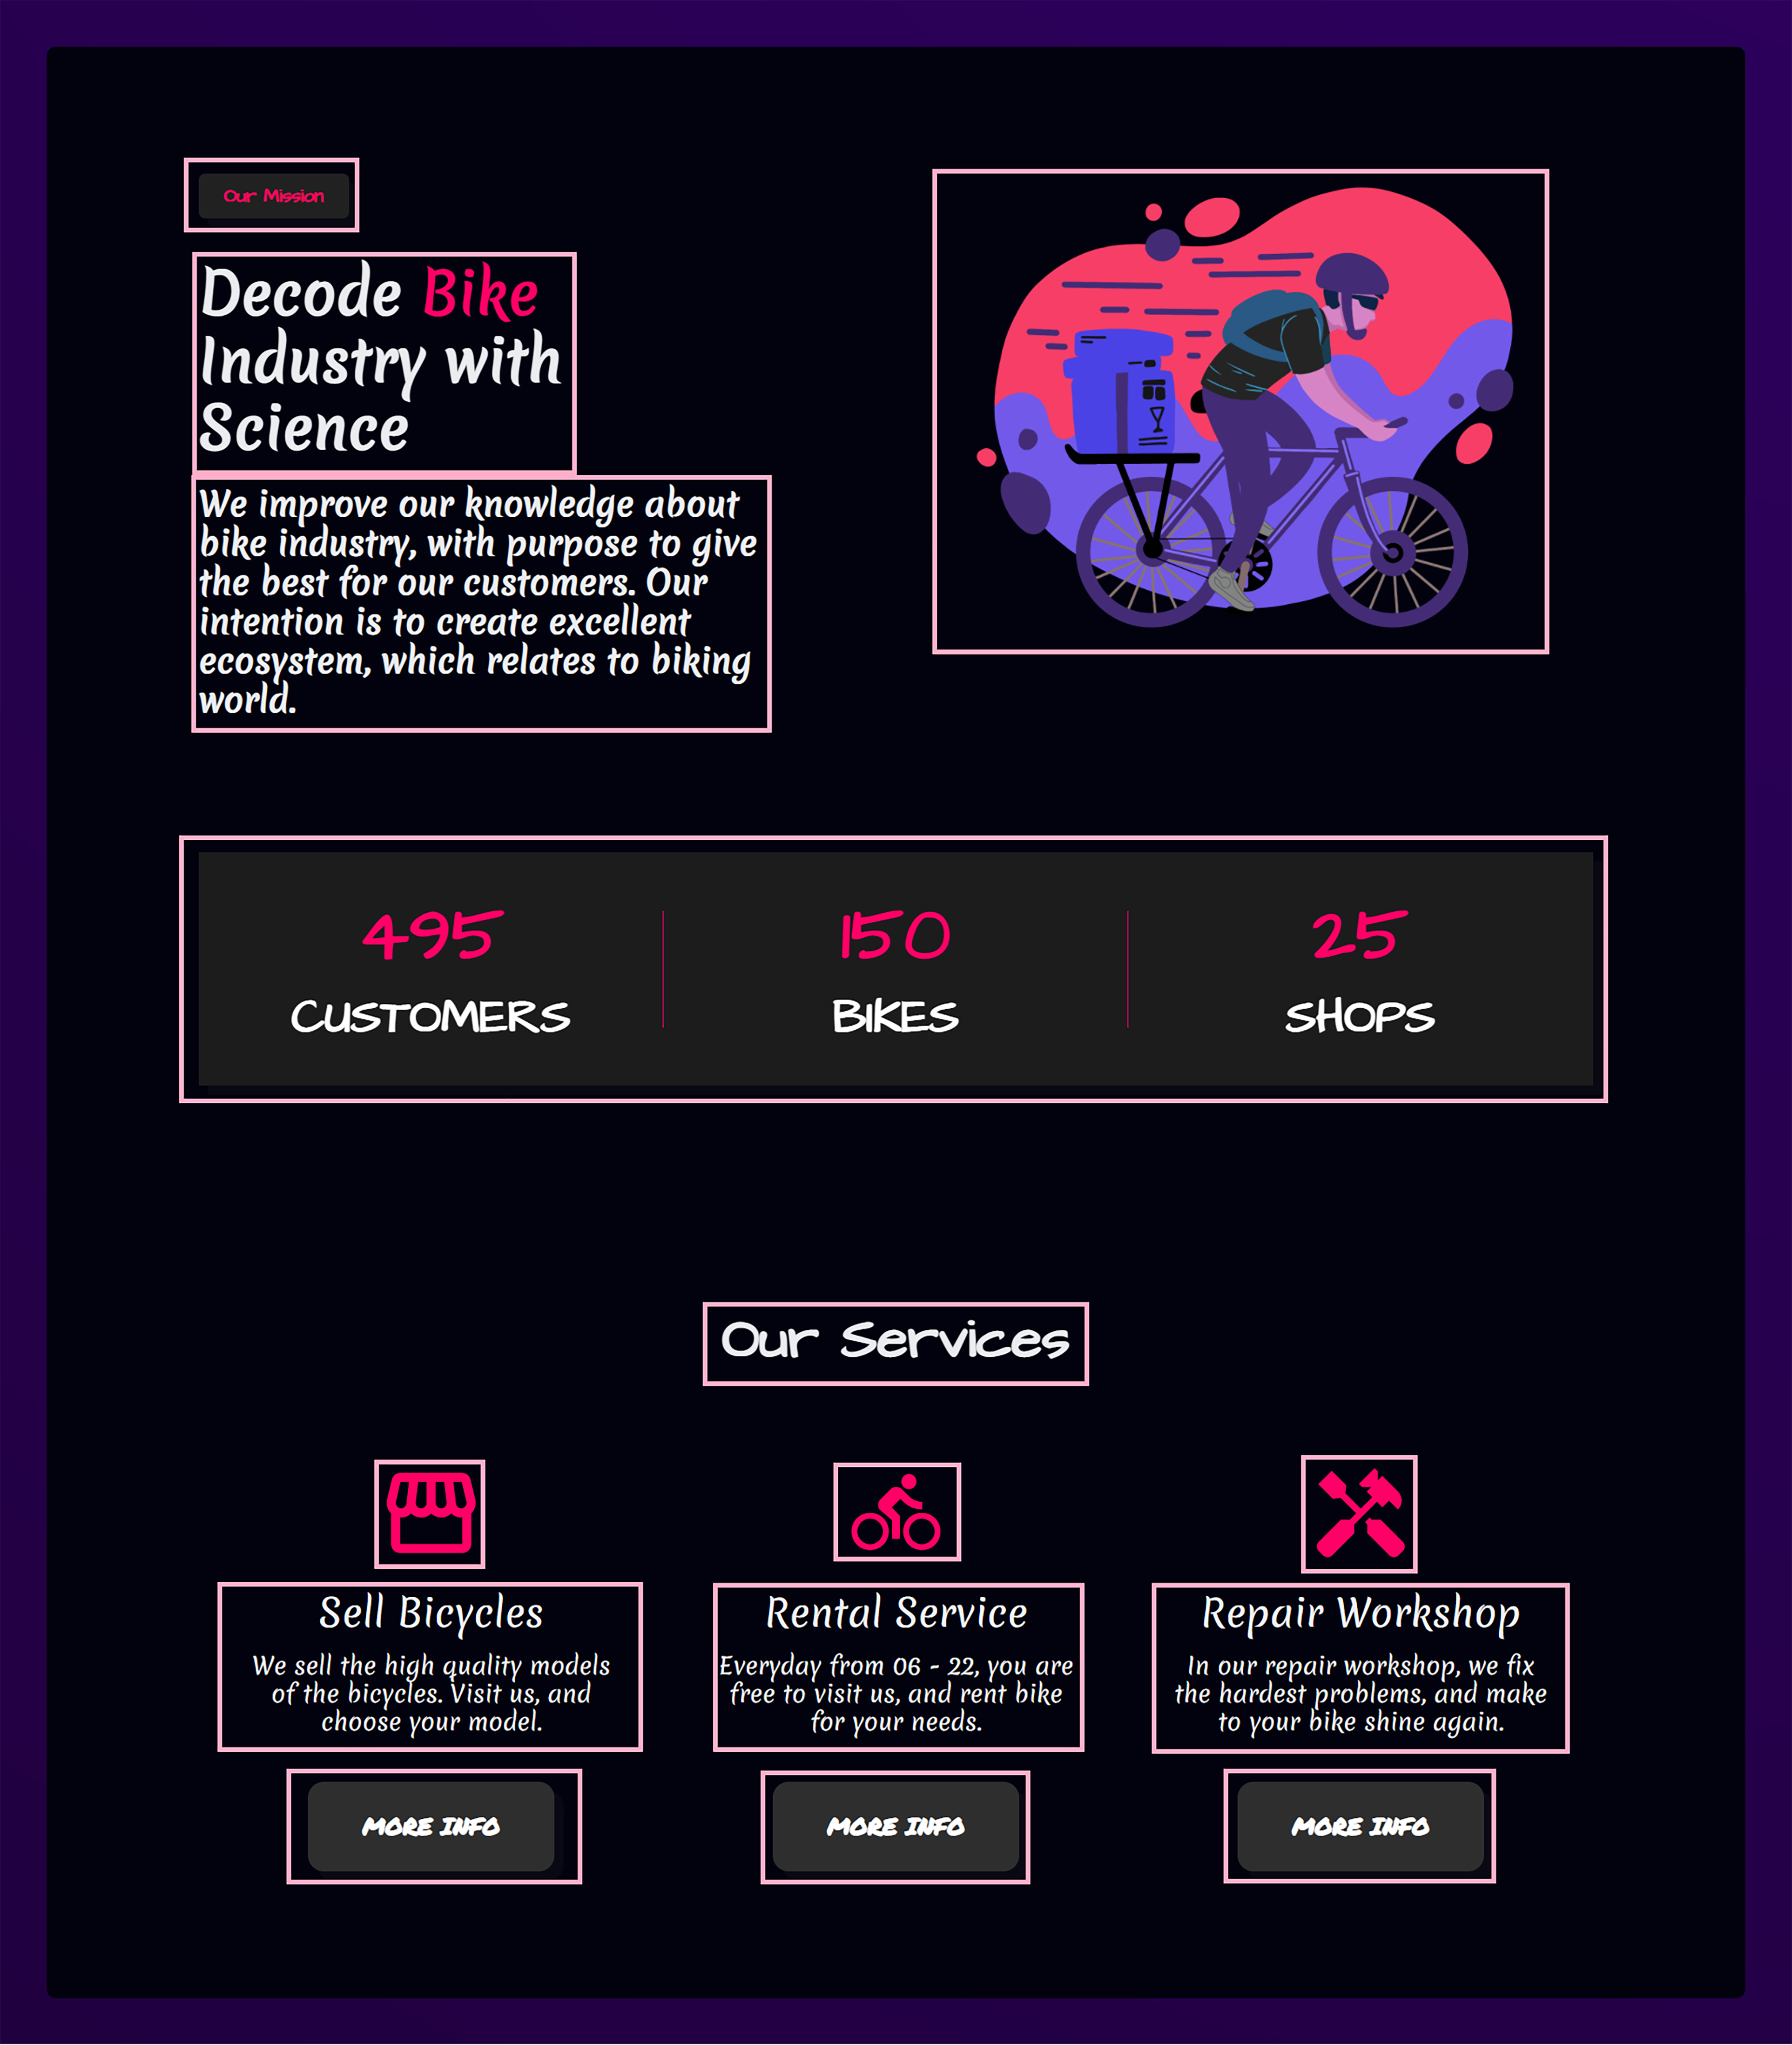 Our Mission
Decode Bike
Industry with
Science
We improve our knowledge about
bike industry, with purpose to give
the best for our customers. Our
intention is to create excellent
ecosystem, which relates to biking
world.
495
CUSTOMERS
150
BIKES
25
SHOPS
Our Services
Sell Bicycles
We sell the high quality models
of the bicycles. Visit us, and
choose your model.
MORE INFO
Rental Service
Everyday from 06 - 22, you are
free to visit us, and rent bike
for your needs.
MORE INFO
Repair Workshop
In our repair workshop, we fix
the hardest problems, and make
to your bike shine again.
MORE INFO